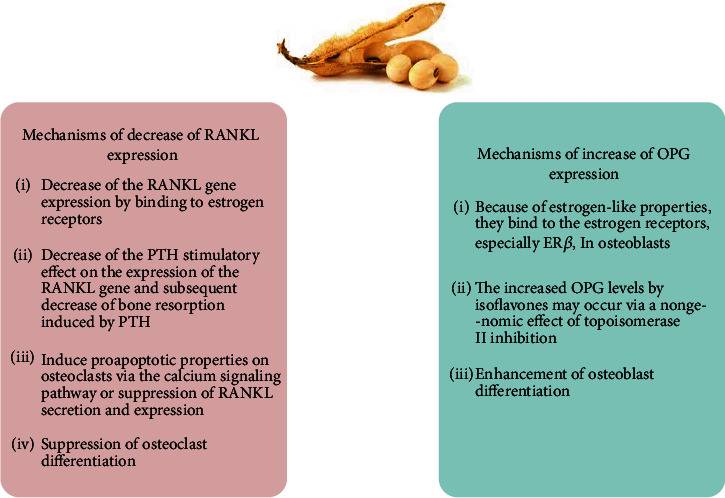 Mechanisms of decrease of RANKL
expression
(i) Decrease of the RANKL gene
expression by binding to estrogen
receptors
(ii) Decrease of the PTH stimulatory
effect on the expression of the
RANKL gene and subsequent
decrease of bone resorption
induced by PTH
(iii) Induce proapoptotic properties on
osteoclasts via the calcium signaling
pathway or suppression of RANKL
secretion and expression
(iv) Suppression of osteoclast
differentiation
Mechanisms of increase of OPG
expression
(i) Because of estrogen-like properties,
they bind to the estrogen receptors,
especially ERβ, In osteoblasts
(ii) The increased OPG levels by
isoflavones may occur via a nonge-
-nomic effect of topoisomerase
II inhibition
(iii) Enhancement of osteoblast
differentiation